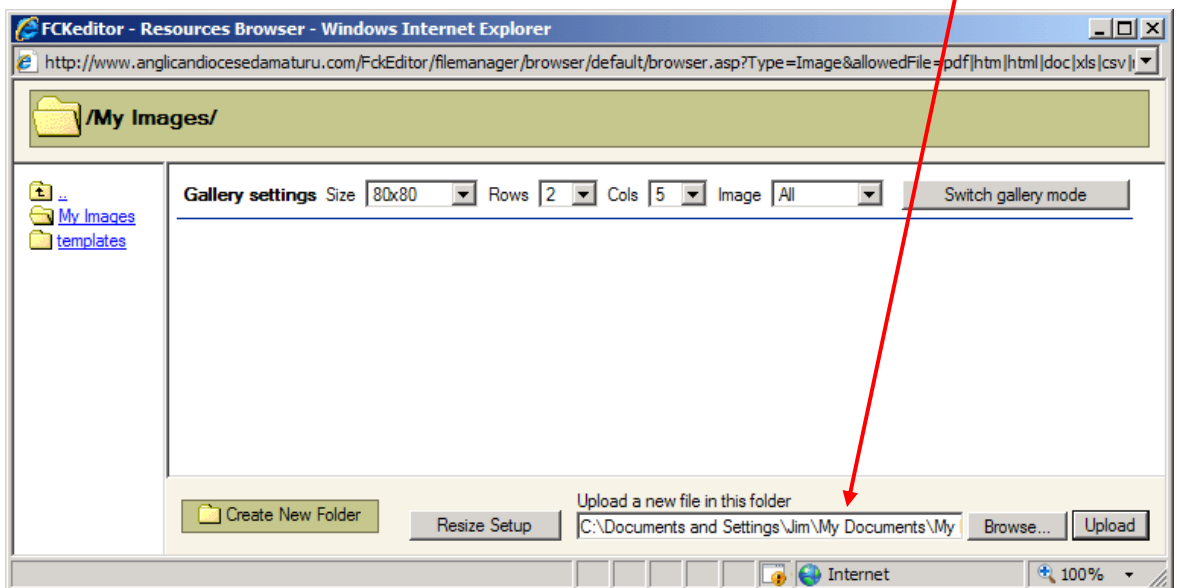 FCKeditor - Resources Browser - Windows Internet Explorer
http://www.anglicandiocesedamaturu.com/FckEditor/filemanager/browser/default/browser.asp?Type=Image&allowedFile=pdf|htm|html|doc|xls|csv|
/My Images/
..
My Images
templates
Gallery settings Size 80x80 Rows 2 Cols 5 Image All Switch gallery mode
Create New Folder
Resize Setup
Upload a new file in this folder
C:\Documents and Settings\Jim\My Documents\My
Browse... Upload
Internet 100%